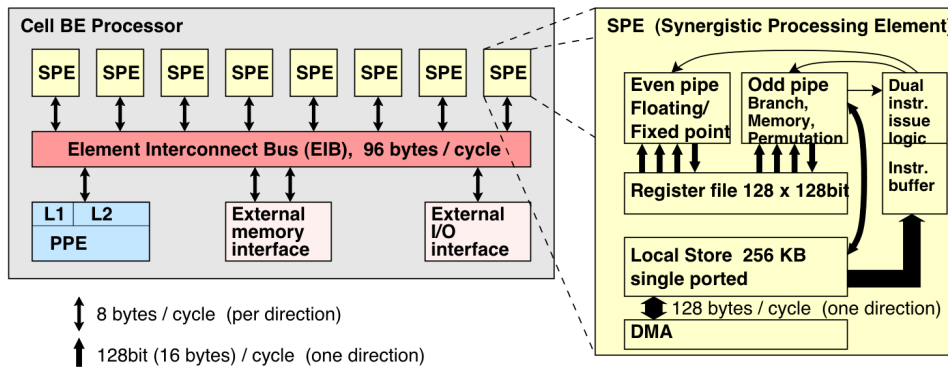 Cell BE Processor
SPE SPE SPE SPE SPE SPE SPE SPE
Element Interconnect Bus (EIB), 96 bytes / cycle
L1 L2
PPE
External
memory
interface
External
I/O
interface
8 bytes / cycle (per direction)
128bit (16 bytes) / cycle (one direction)
SPE (Synergistic Processing Element)
Even pipe
Floating/
Fixed point
Odd pipe
Branch,
Memory,
Permutation
Dual
instr.
issue
logic
Instr.
buffer
Register file 128 x 128bit
Local Store 256 KB
single ported
128 bytes / cycle (one direction)
DMA